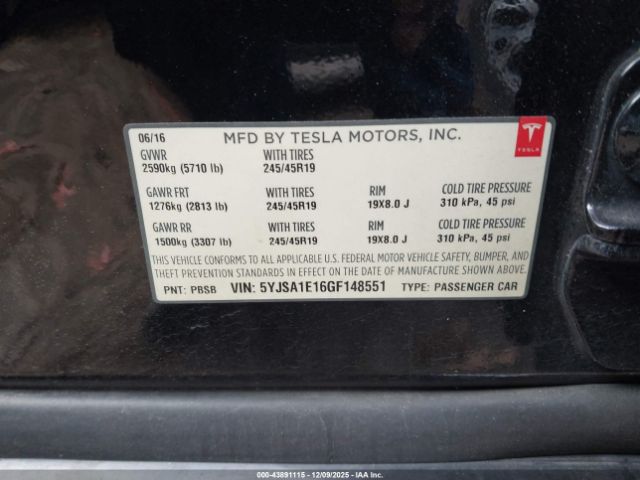 06/16 MFD BY TESLA MOTORS, INC.
TESLA
GVWR WITH TIRES
2590kg (5710 lb) 245/45R19
GAWR FRT WITH TIRES RIM COLD TIRE PRESSURE
1276kg (2813 lb) 245/45R19 19X8.0 J 310 kPa, 45 psi
GAWR RR WITH TIRES RIM COLD TIRE PRESSURE
1500kg (3307 lb) 245/45R19 19X8.0 J 310 kPa, 45 psi
THIS VEHICLE CONFORMS TO ALL APPLICABLE U.S. FEDERAL MOTOR VEHICLE SAFETY, BUMPER, AND
THEFT PREVENTION STANDARDS IN EFFECT ON THE DATE OF MANUFACTURE SHOWN ABOVE.
PNT: PBSB VIN: 5YJSA1E16GF148551 TYPE: PASSENGER CAR
000-43891115 - 12/09/2025 - IAA Inc.